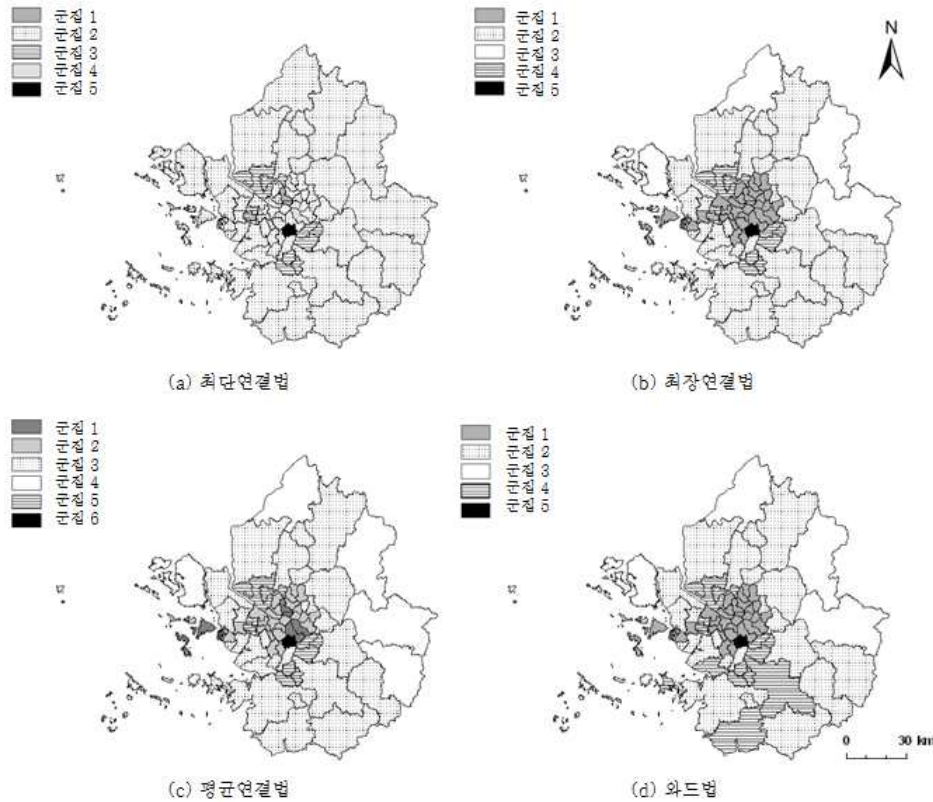 군집 1
군집 2
군집 3
군집 4
군집 5
(a) 최단연결법
군집 1
군집 2
군집 3
군집 4
군집 5
N
(b) 최장연결법
군집 1
군집 2
군집 3
군집 4
군집 5
군집 6
(c) 평균연결법
군집 1
군집 2
군집 3
군집 4
군집 5
0 30 km
(d) 와드법